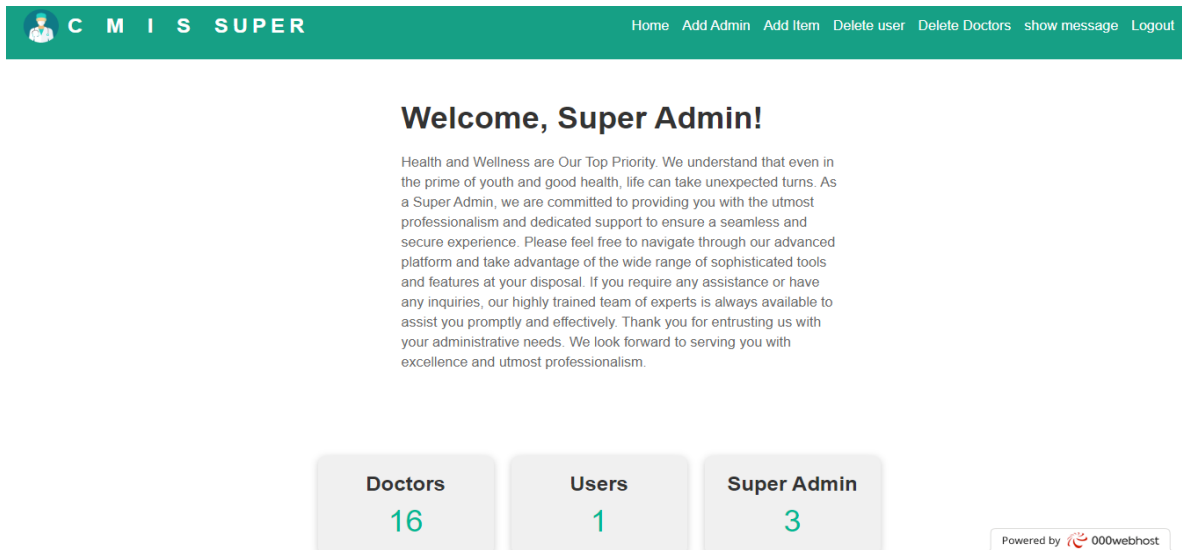 C M I S SUPER
Home Add Admin Add Item Delete user Delete Doctors show message Logout
Welcome, Super Admin!
Health and Wellness are Our Top Priority. We understand that even in
the prime of youth and good health, life can take unexpected turns. As
a Super Admin, we are committed to providing you with the utmost
professionalism and dedicated support to ensure a seamless and
secure experience. Please feel free to navigate through our advanced
platform and take advantage of the wide range of sophisticated tools
and features at your disposal. If you require any assistance or have
any inquiries, our highly trained team of experts is always available to
assist you promptly and effectively. Thank you for entrusting us with
your administrative needs. We look forward to serving you with
excellence and utmost professionalism.
Doctors Users Super Admin
16 1 3
Powered by 000webhost